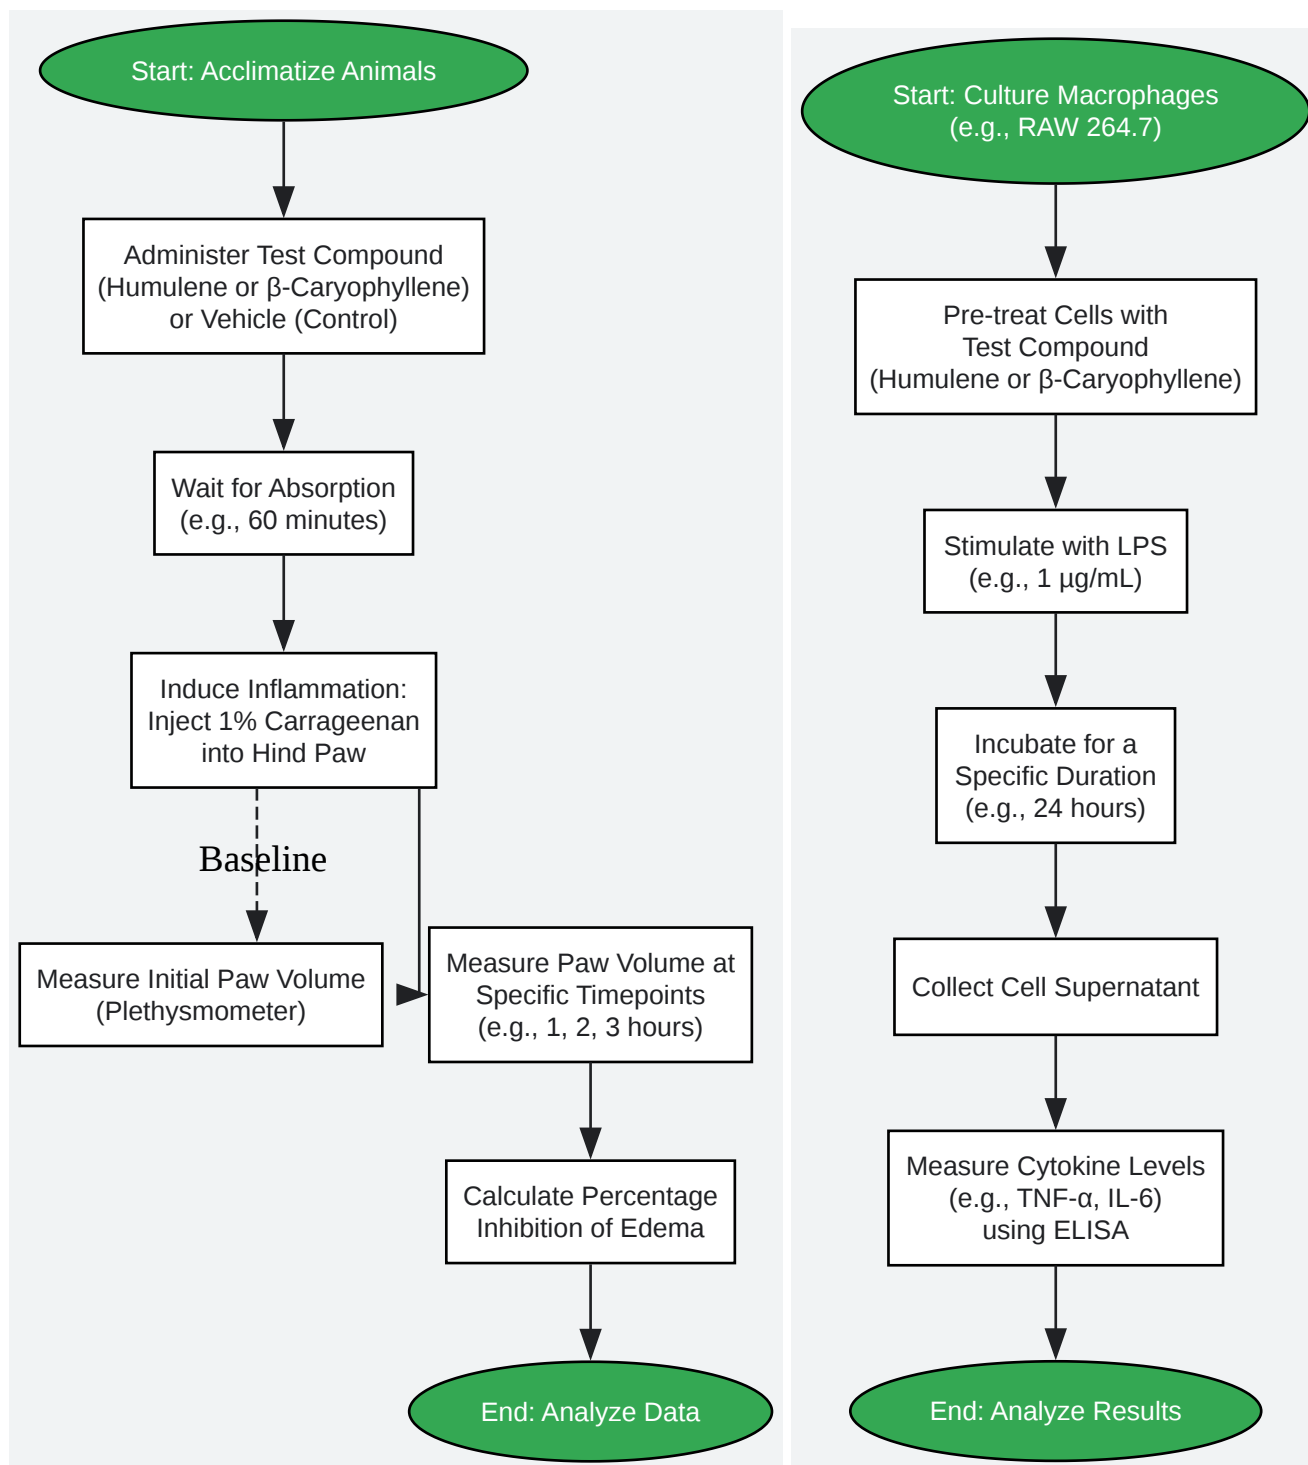 Start: Acclimatize Animals
Administer Test Compound
(Humulene or β-Caryophyllene)
or Vehicle (Control)
Wait for Absorption
(e.g., 60 minutes)
Induce Inflammation:
Inject 1% Carrageenan
into Hind Paw
Baseline
Measure Initial Paw Volume
(Plethysmometer)
Measure Paw Volume at
Specific Timepoints
(e.g., 1, 2, 3 hours)
Calculate Percentage
Inhibition of Edema
End: Analyze Data
Start: Culture Macrophages
(e.g., RAW 264.7)
Pre-treat Cells with
Test Compound
(Humulene or β-Caryophyllene)
Stimulate with LPS
(e.g., 1 µg/mL)
Incubate for a
Specific Duration
(e.g., 24 hours)
Collect Cell Supernatant
Measure Cytokine Levels
(e.g., TNF-α, IL-6)
using ELISA
End: Analyze Results